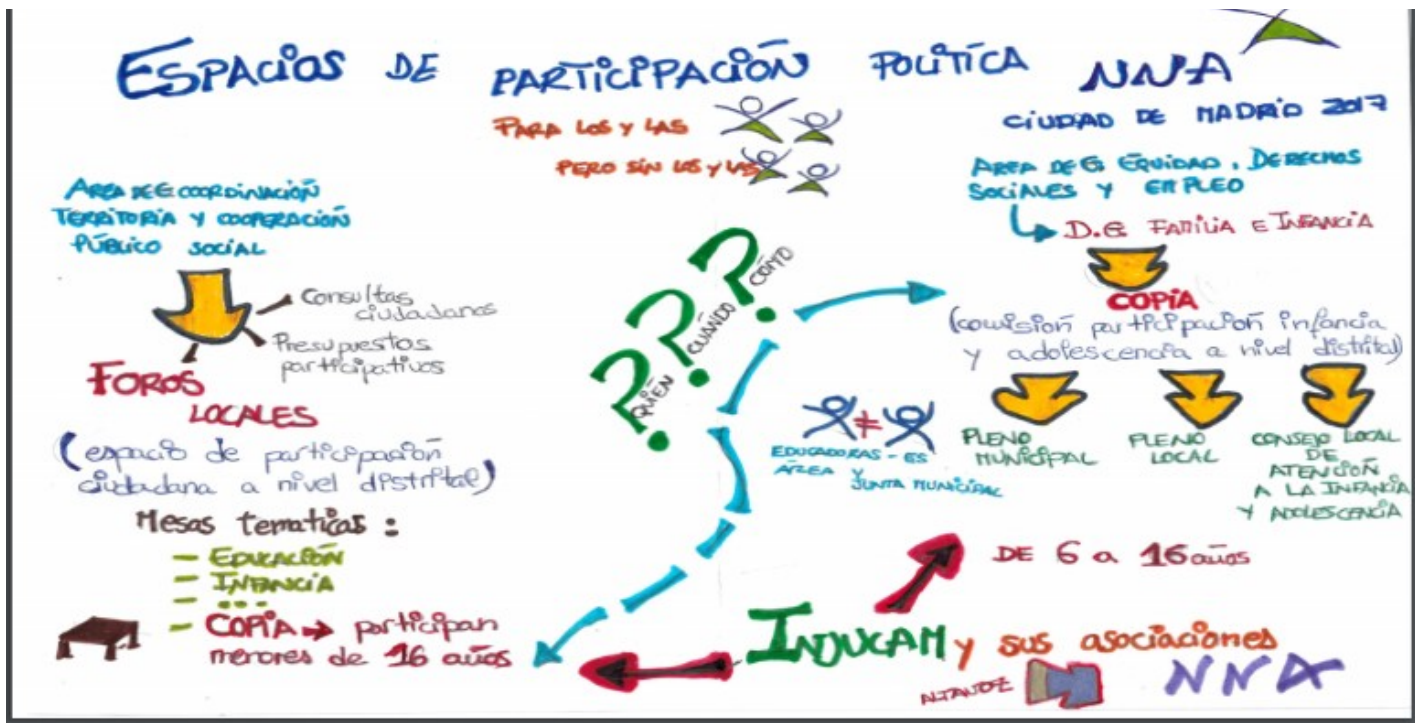 ESPACIOS DE PARTICIPACIÓN POLÍTICA NNA
CIUDAD DE MADRID 2017
PARA LOS Y LAS
PERO SIN LOS Y LAS
AREA DE G COORDINACIÓN
TERRITORIA Y COOPERACIÓN
PÚBLICO SOCIAL
Consultas
ciudadanas
Presupuestos
participativos
FOROS
LOCALES
(espacio de participación
ciudadana a nivel distrital)
Mesas tematicas:
- EDUCACIÓN
- INFANCIA
- ...
- COPIA → participan
menores de 16 años
???
QUIÉN
CUÁNDO
CÓMO
AREA DE G EQUIDAD, DERECHOS
SOCIALES Y EMPLEO
D.G FAMILIA E INFANCIA
COPIA
(comisión participación infancia
y adolescencia a nivel distrital)
PLENO
MUNICIPAL
PLENO
LOCAL
CONSEJO LOCAL
DE
ATENCIÓN
A LA INFANCIA
Y ADOLESCENCIA
≠
EDUCADORAS-ES
ÁREA Y
JUNTA MUNICIPAL
DE 6 a 16 años
INJUCAM y sus asociaciones
ALTAVOZ
NNA